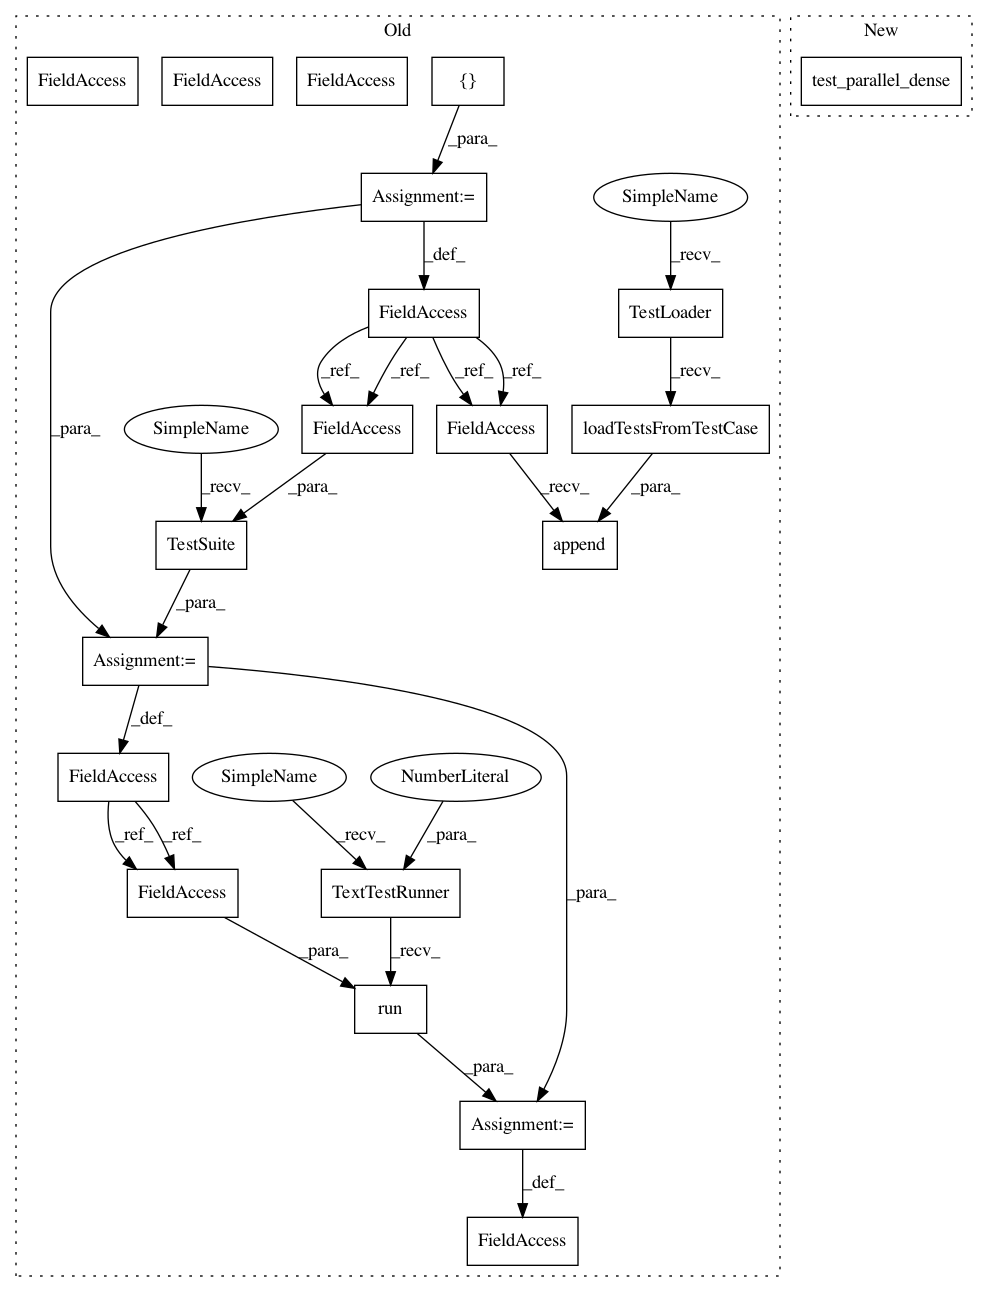 Old
New
FieldAccess
FieldAccess
FieldAccess
{}
test_parallel_dense
_para_
Assignment:=
SimpleName
_def_
_recv_
FieldAccess
TestLoader
_ref_
_ref_
_ref_
_ref_
_recv_
_para_
SimpleName
FieldAccess
FieldAccess
loadTestsFromTestCase
_recv_
_para_
_recv_
_para_
TestSuite
append
_para_
Assignment:=
_def_
FieldAccess
SimpleName
NumberLiteral
_ref_
_ref_
_recv_
_para_
FieldAccess
TextTestRunner
_para_
_para_
_recv_
run
_para_
Assignment:=
_def_
FieldAccess